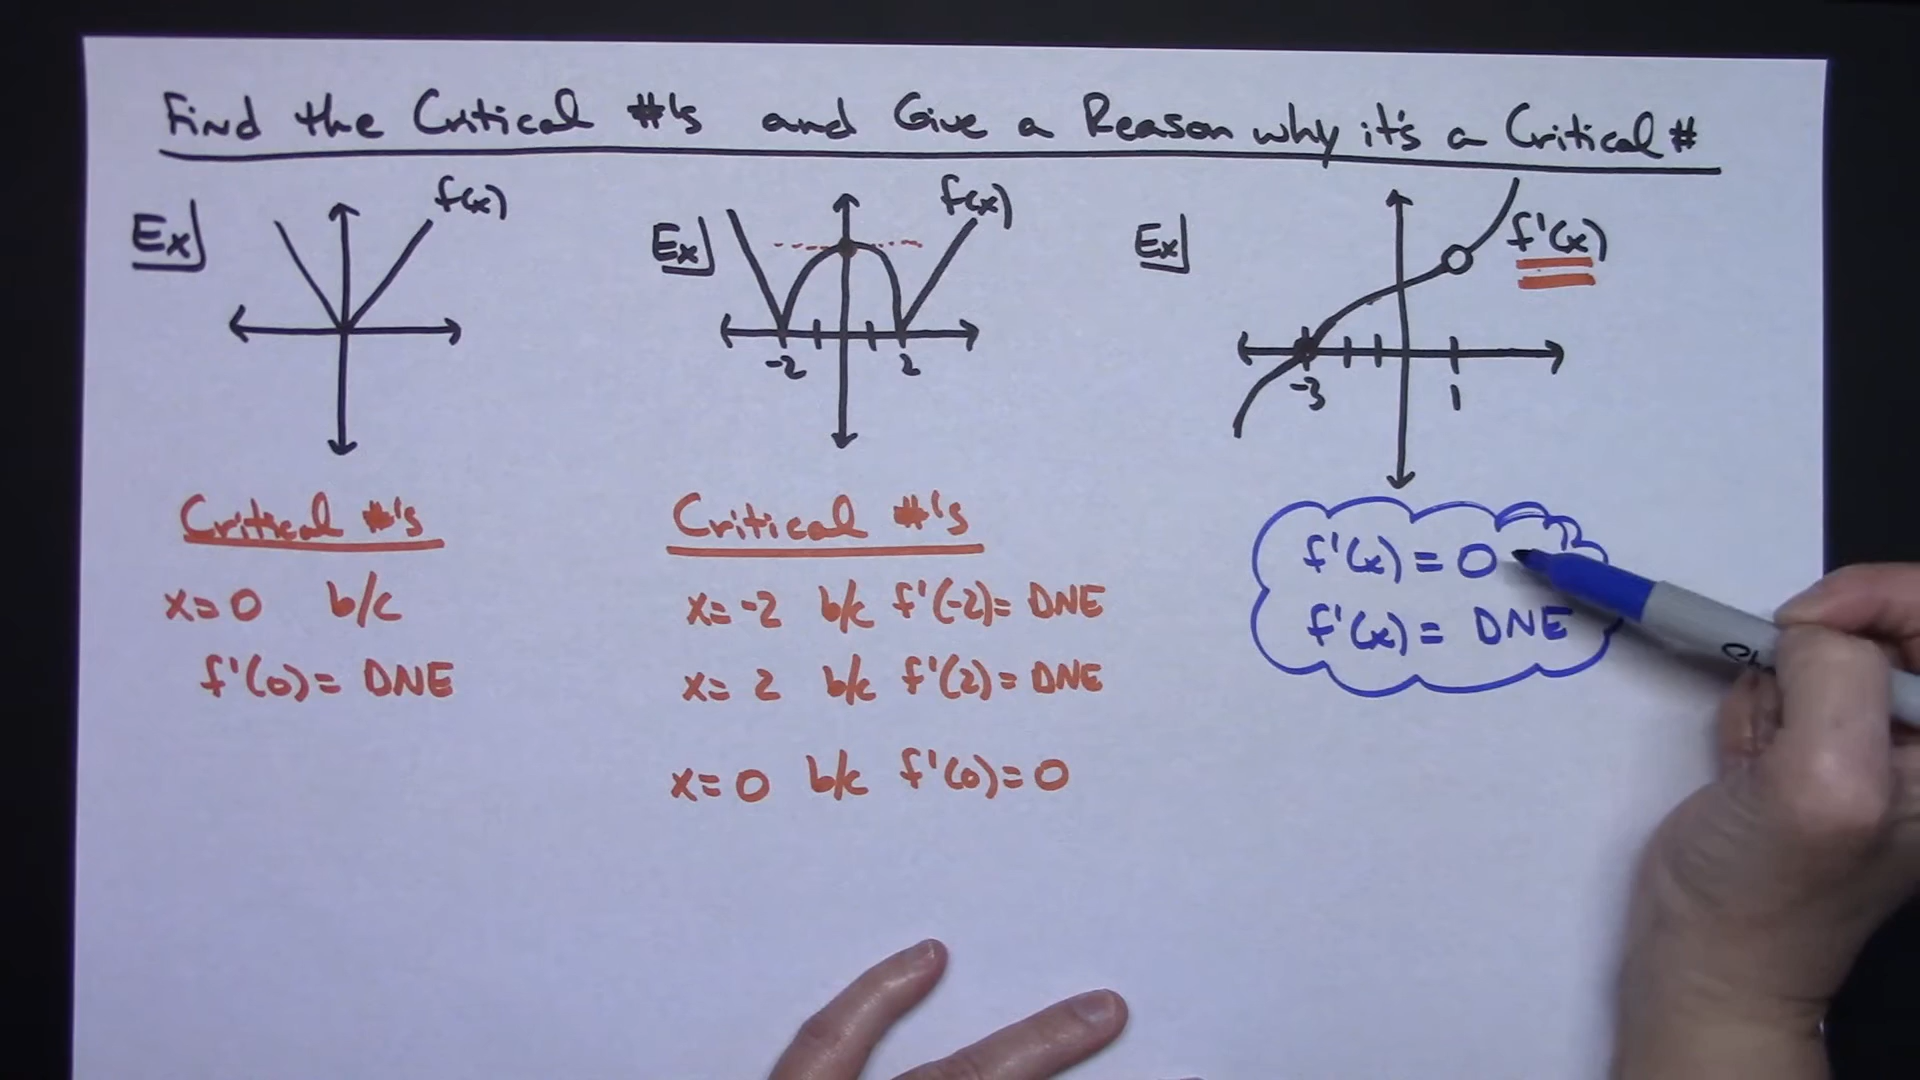 Find the Critical #'s and Give a Reason why it's a Critical #
Ex
f(x)
Critical #'s
x=0 b/c
f'(0)= DNE
Ex
f(x)
-2 2
Critical #'s
x= -2 b/c f'(-2)= DNE
x= 2 b/c f'(2)= DNE
x= 0 b/c f'(0)=0
Ex
f'(x)
-3 1
f'(x)= 0
f'(x)= DNE